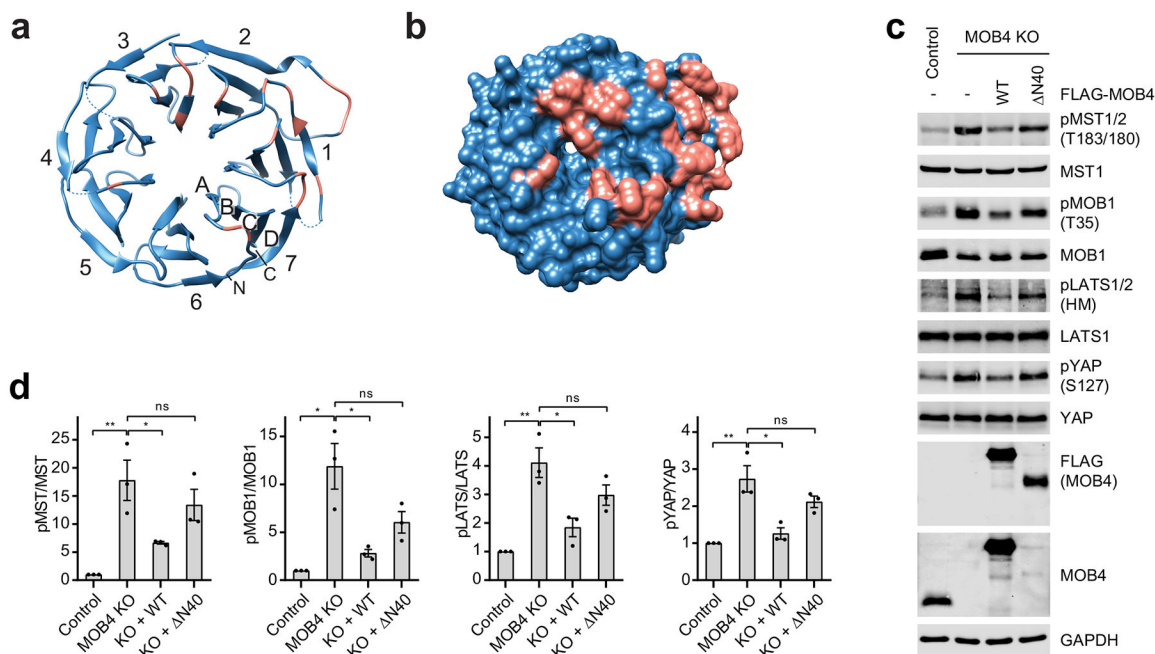 a
3
2
4
1
A
B
C
D
5
7
C
6
N
b
c
Control
MOB4 KO
-
-
WT
ΔN40
FLAG-MOB4
pMST1/2
(T183/180)
MST1
pMOB1
(T35)
MOB1
pLATS1/2
(HM)
LATS1
pYAP
(S127)
YAP
FLAG
(MOB4)
MOB4
GAPDH
d
ns
**
*
25
20
15
10
5
0
pMST/MST
Control
MOB4 KO
KO + WT
KO + ΔN40
ns
*
*
15
10
5
0
pMOB1/MOB1
Control
MOB4 KO
KO + WT
KO + ΔN40
ns
**
*
5
4
3
2
1
0
pLATS/LATS
Control
MOB4 KO
KO + WT
KO + ΔN40
ns
**
*
4
3
2
1
0
pYAP/YAP
Control
MOB4 KO
KO + WT
KO + ΔN40